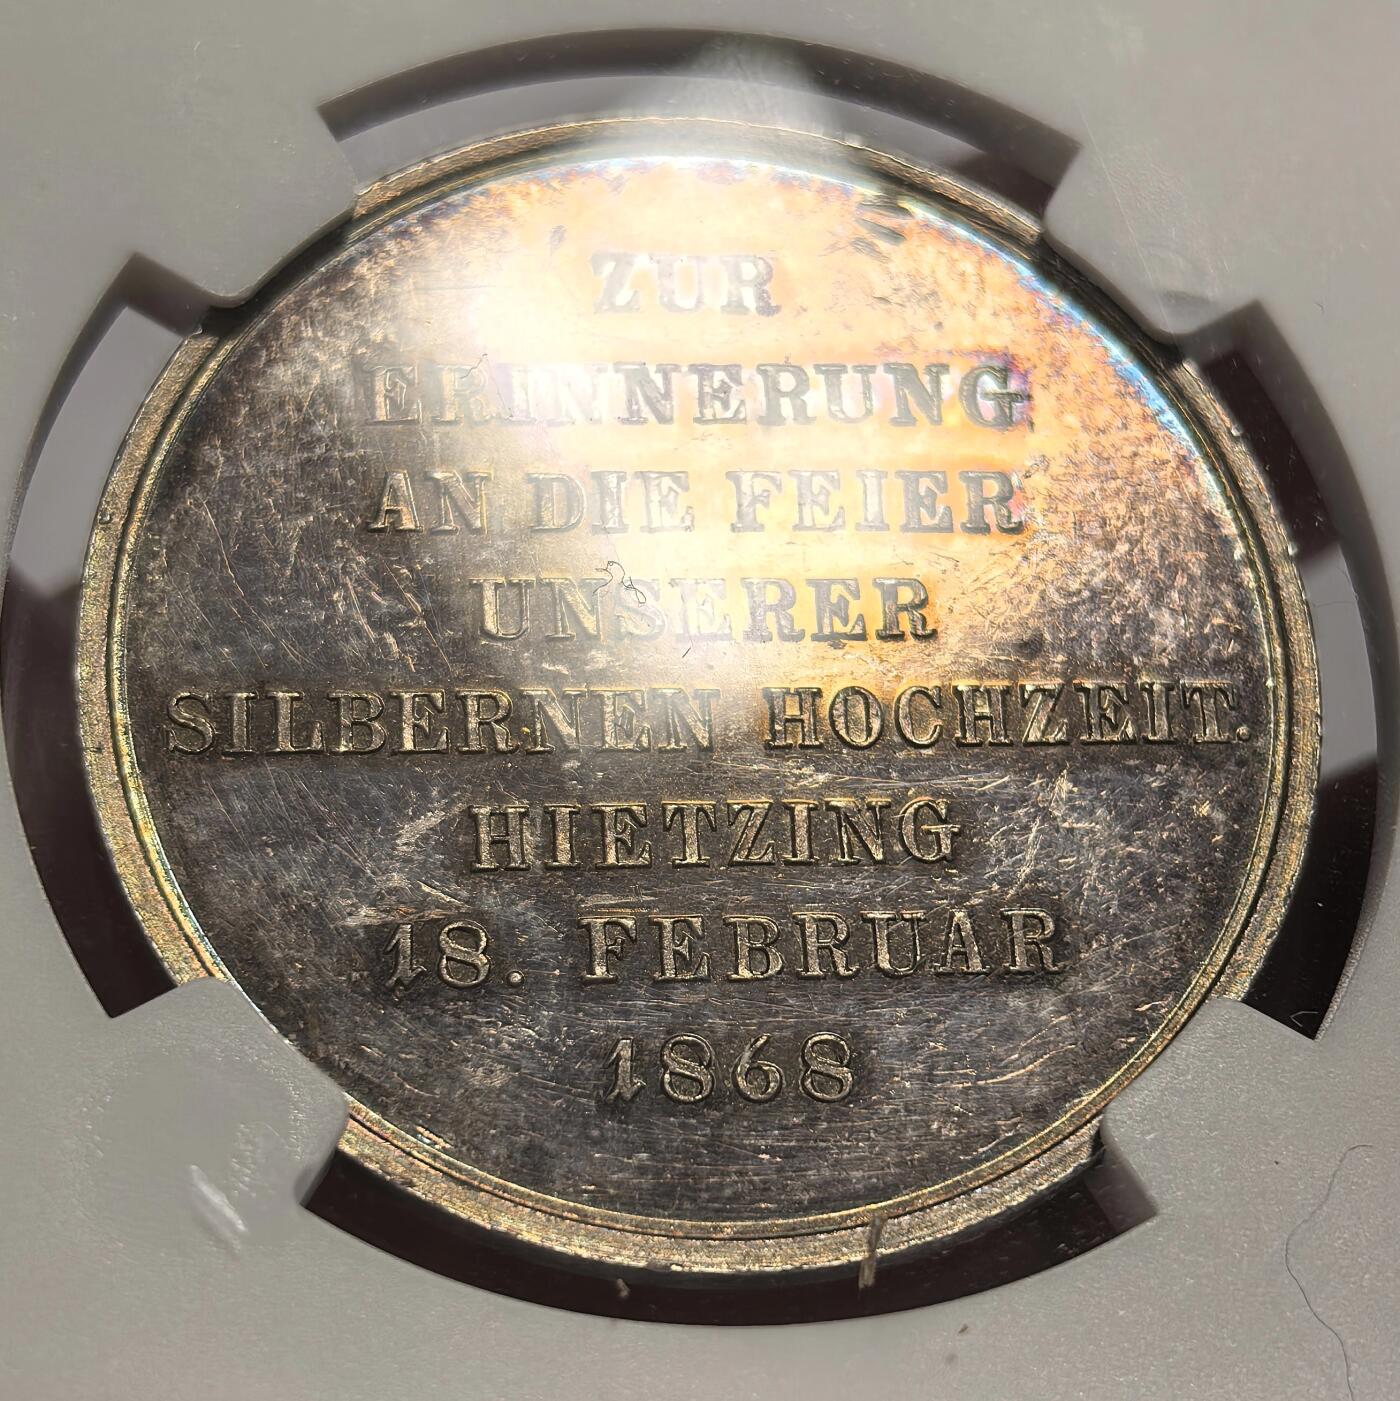 ZUR
ERINNERUNG
AN DIE FEIER
UNSERER
SILBERNEN HOCHZEIT.
HIETZING
18. FEBRUAR
1868